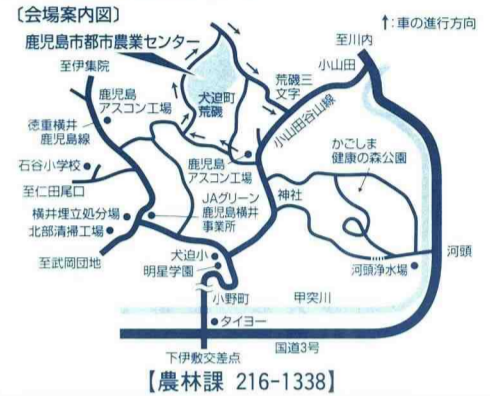 〔会場案内図〕
↑:車の進行方向
鹿児島市都市農業センター
至川内
至伊集院
小山田
荒磯三
文字
犬迫町
荒磯
鹿児島
アスコン工場
小山田谷山線
徳重横井
鹿児島線
かごしま
健康の森公園
石谷小学校
鹿児島
アスコン工場
至仁田尾口
JAグリーン
鹿児島横井
事業所
神社
横井埋立処分場
北部清掃工場
犬迫小
河頭
至武岡団地
明星学園
河頭浄水場
小野町
甲突川
タイヨー
国道3号
下伊敷交差点
【農林課 216-1338】